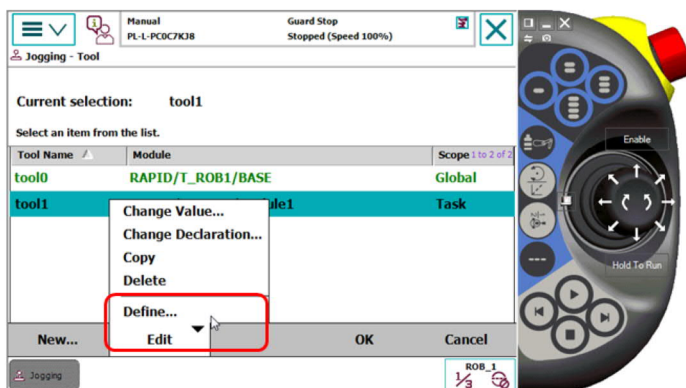 Manual
PL-L-PC0C7KJ8
Guard Stop
Stopped (Speed 100%)
Jogging - Tool
Current selection: tool1
Select an item from the list.
Tool Name Module Scope 1 to 2 of 2
tool0 RAPID/T_ROB1/BASE Global
tool1 Task
Change Value...
Change Declaration...
Copy
Delete
Define...
New... Edit OK Cancel
Jogging
ROB_1
1/3
Enable
Hold To Run